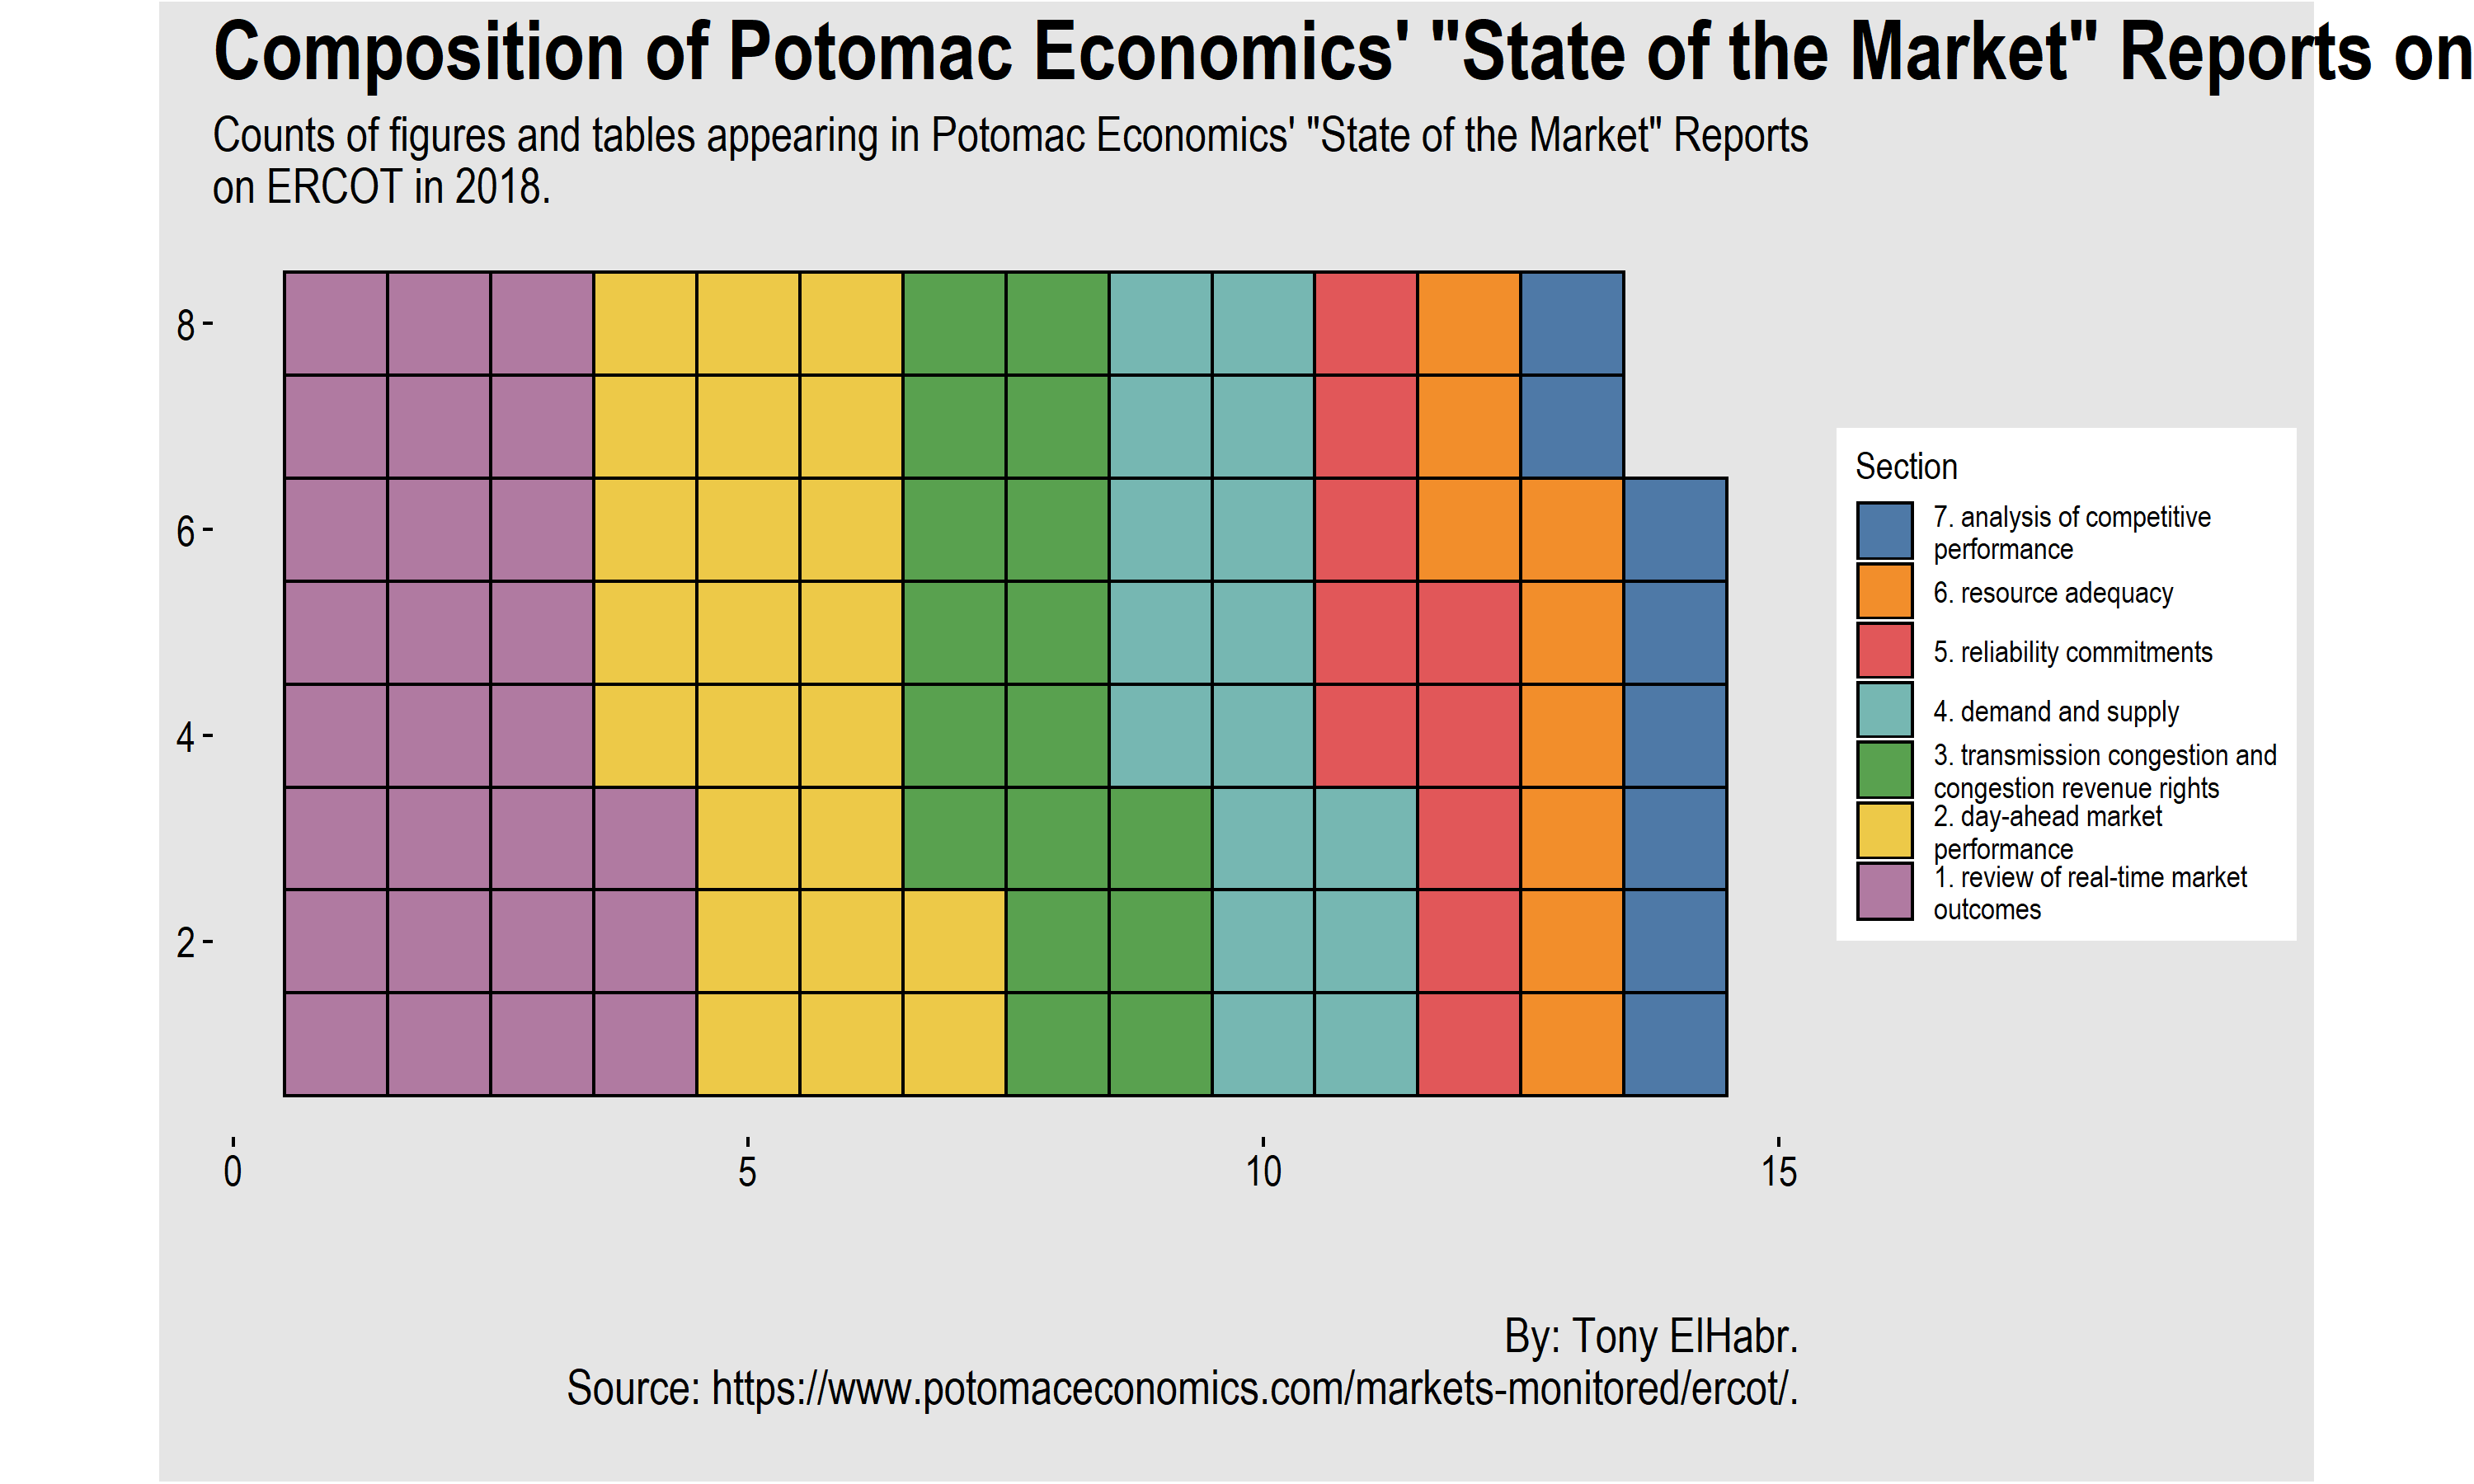 Composition of Potomac Economics' "State of the Market" Reports on
Counts of figures and tables appearing in Potomac Economics' "State of the Market" Reports
on ERCOT in 2018.
8
6
4
2
0
5
10
15
Section
7. analysis of competitive
performance
6. resource adequacy
5. reliability commitments
4. demand and supply
3. transmission congestion and
congestion revenue rights
2. day-ahead market
performance
1. review of real-time market
outcomes
By: Tony ElHabr.
Source: https://www.potomaceconomics.com/markets-monitored/ercot/.